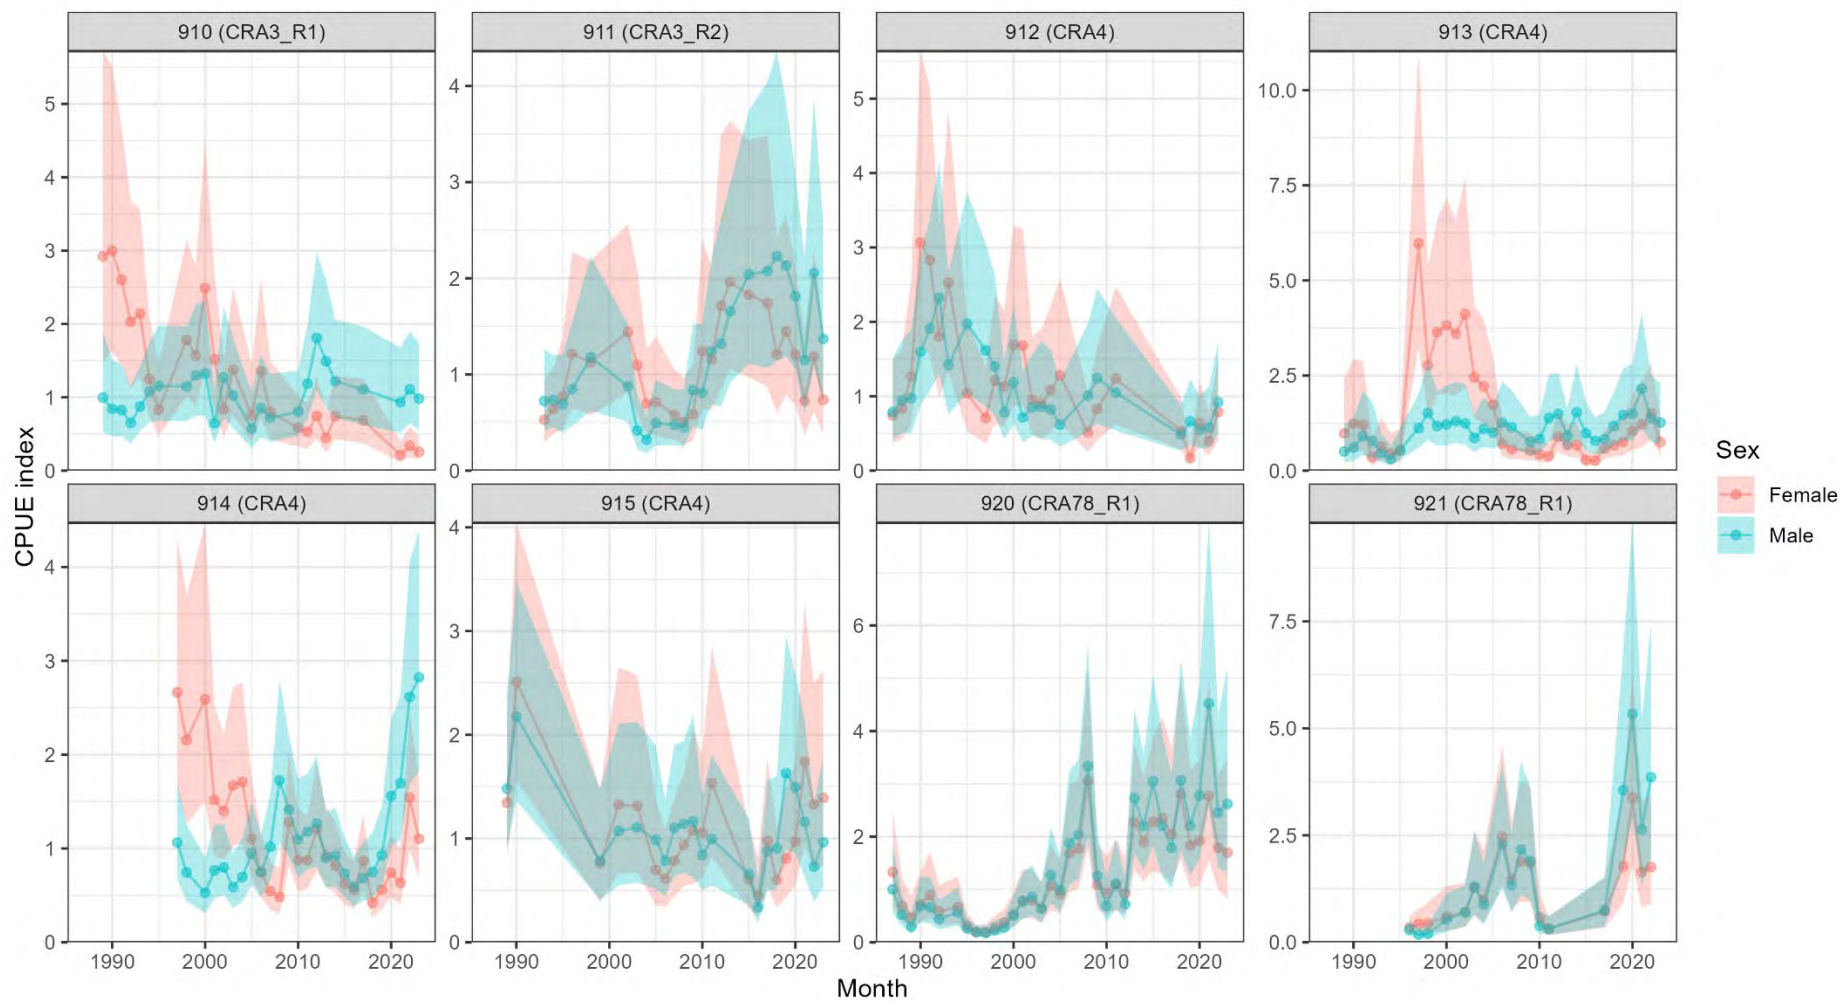 910 (CRA3_R1)
911 (CRA3_R2)
912 (CRA4)
913 (CRA4)
5
4
3
2
1
0
4
3
2
1
0
5
4
3
2
1
0
10.0
7.5
5.0
2.5
0.0
CPUE index
Sex
Female
Male
914 (CRA4)
915 (CRA4)
920 (CRA78_R1)
921 (CRA78_R1)
4
3
2
1
0
4
3
2
1
0
6
4
2
0
7.5
5.0
2.5
0.0
1990 2000 2010 2020
1990 2000 2010 2020
1990 2000 2010 2020
1990 2000 2010 2020
Month